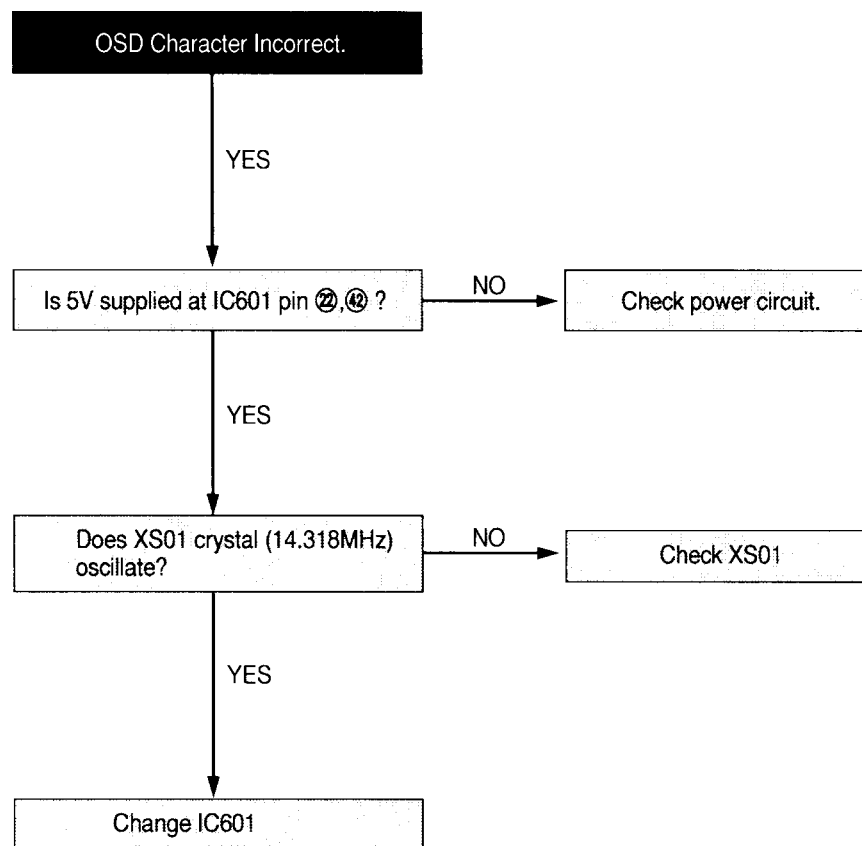 OSD Character Incorrect.
YES
Is 5V supplied at IC601 pin ㉒,㊷ ?
NO
Check power circuit.
YES
Does XS01 crystal (14.318MHz)
oscillate?
NO
Check XS01
YES
Change IC601